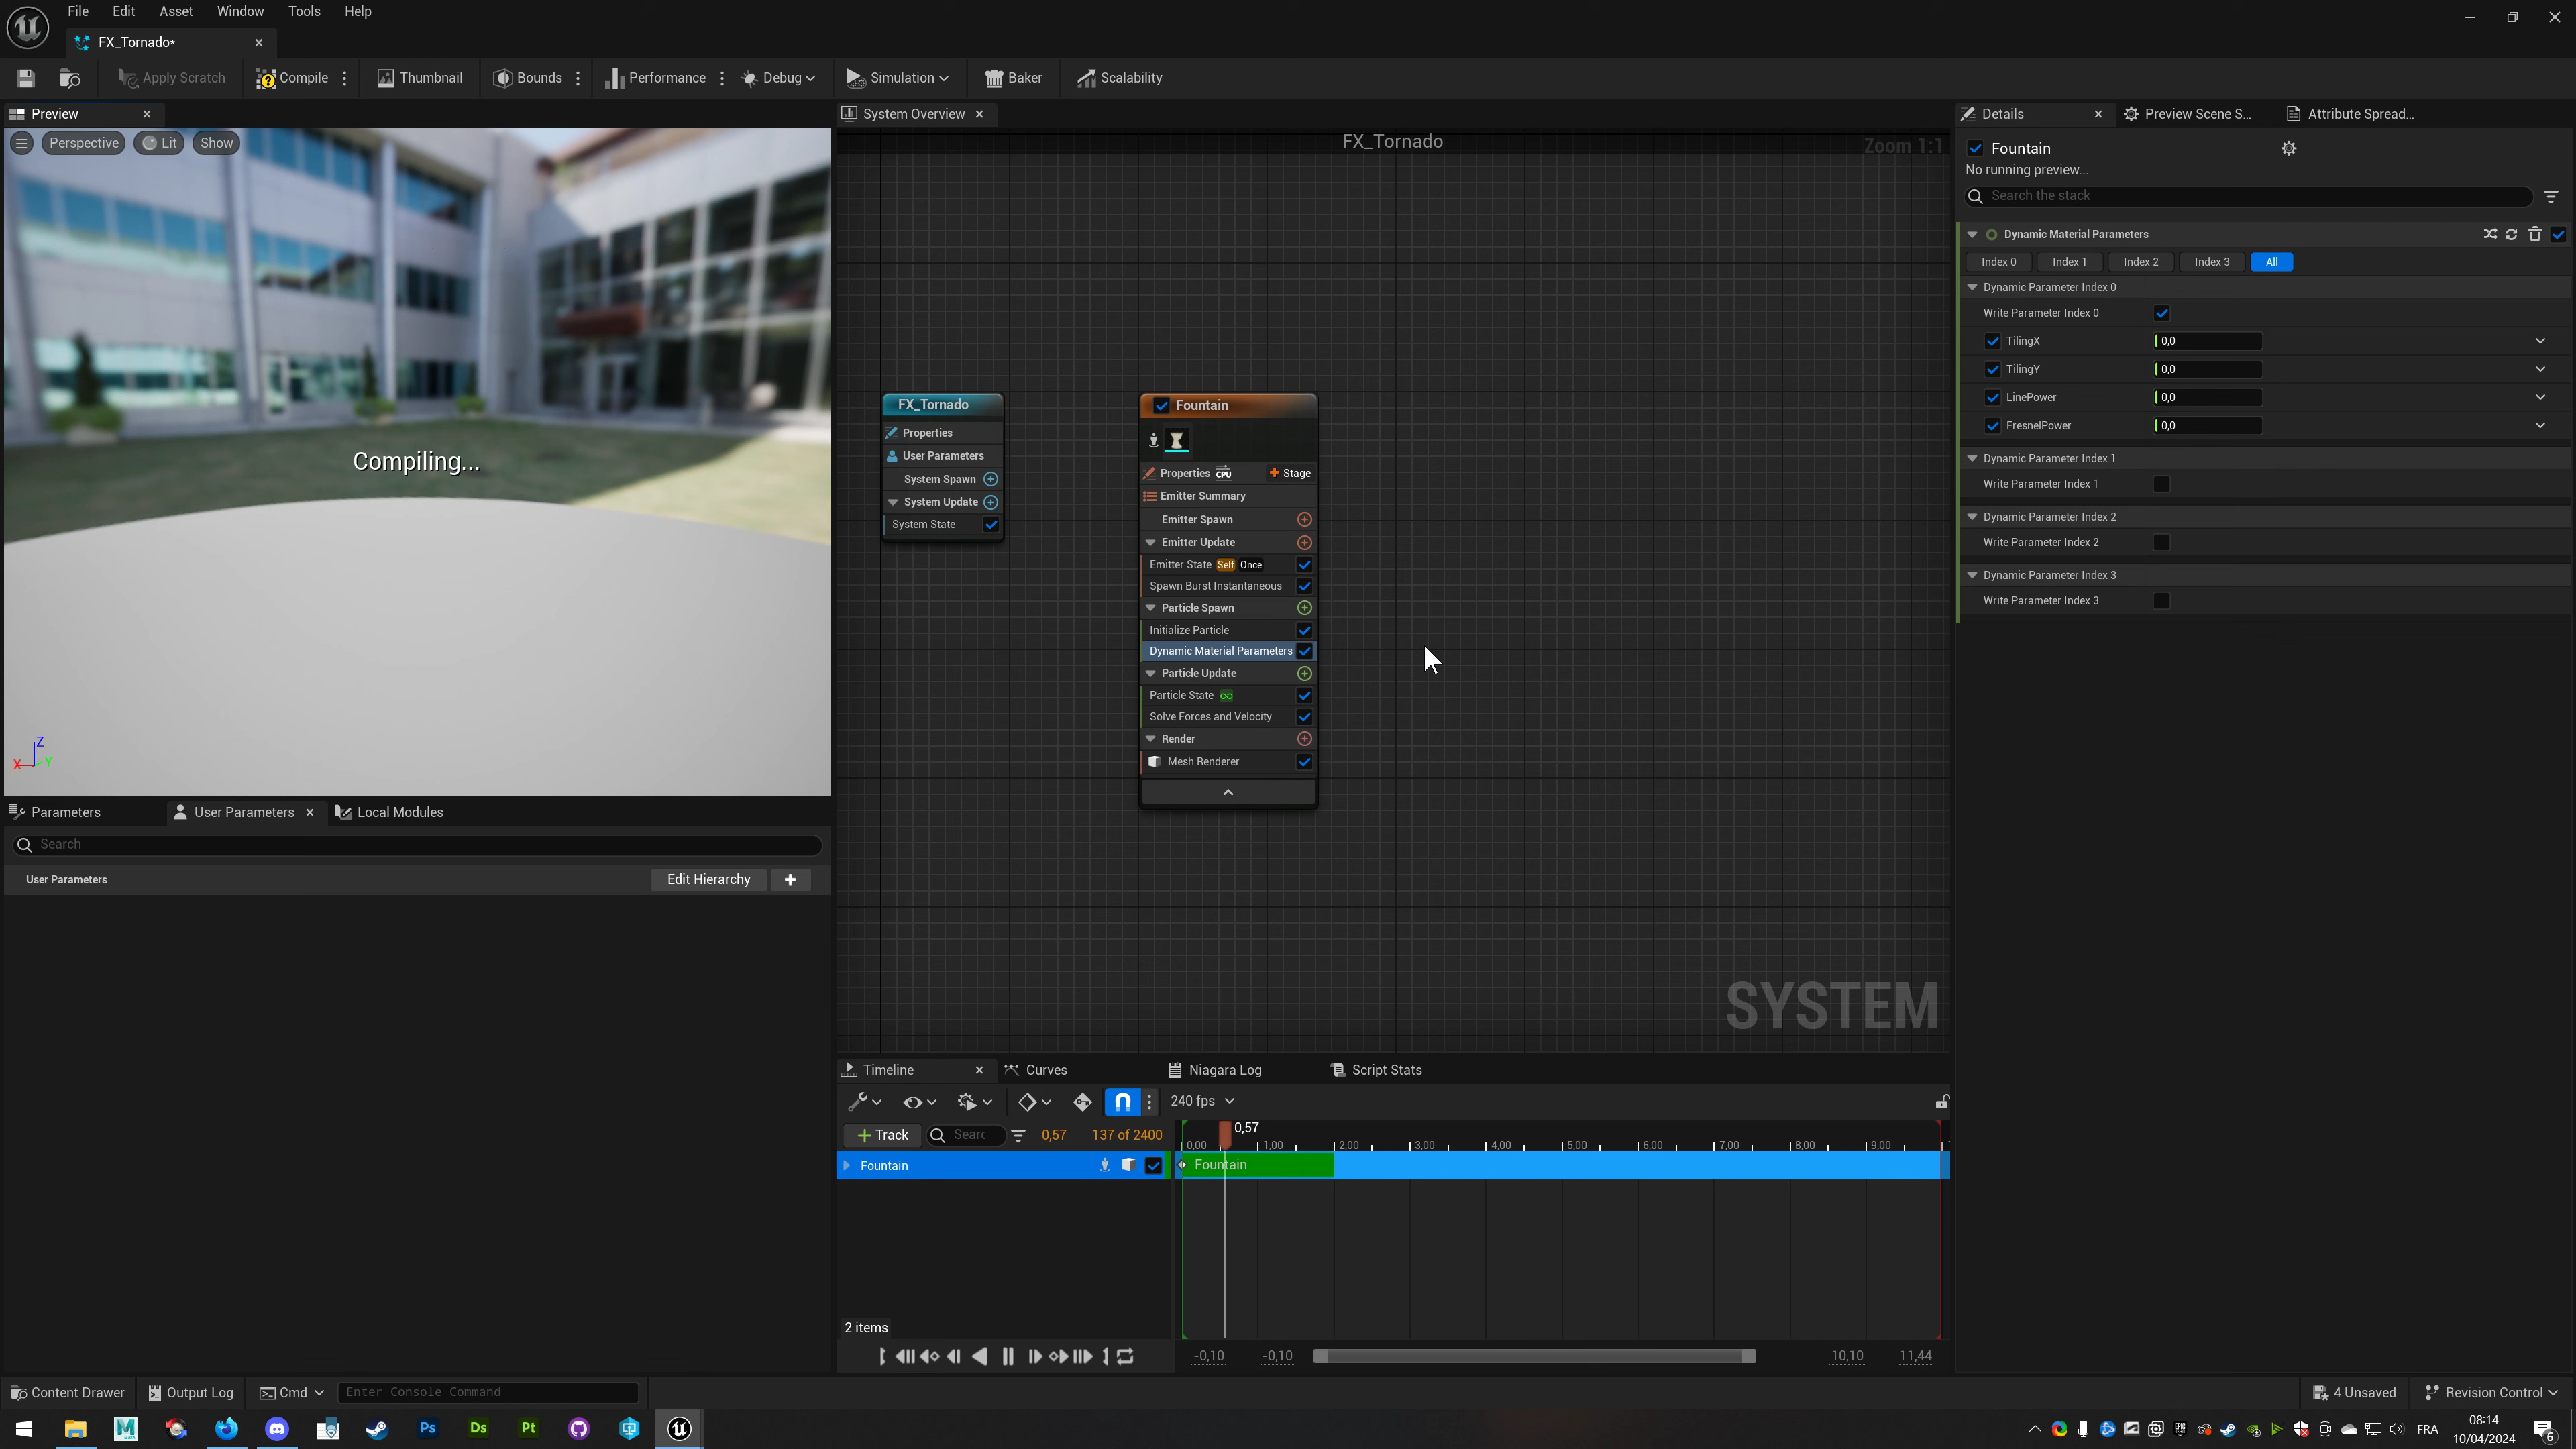 File Edit Asset Window Tools Help
FX_Tornado*
Apply Scratch Compile Thumbnail Bounds Performance Debug Simulation Baker Scalability
Preview
System Overview
Details Preview Scene S... Attribute Spread...
Perspective Lit Show
FX_Tornado
Zoom 1:1
Fountain
No running preview...
Search the stack
Dynamic Material Parameters
Index 0 Index 1 Index 2 Index 3 All
Dynamic Parameter Index 0
Write Parameter Index 0
TilingX 0,0
TilingY 0,0
LinePower 0,0
FresnelPower 0,0
Dynamic Parameter Index 1
Write Parameter Index 1
Dynamic Parameter Index 2
Write Parameter Index 2
Dynamic Parameter Index 3
Write Parameter Index 3
Compiling...
Z
X
Y
FX_Tornado
Properties
User Parameters
System Spawn
System Update
System State
Fountain
Properties CPU Stage
Emitter Summary
Emitter Spawn
Emitter Update
Emitter State Self Once
Spawn Burst Instantaneous
Particle Spawn
Initialize Particle
Dynamic Material Parameters
Particle Update
Particle State
Solve Forces and Velocity
Render
Mesh Renderer
SYSTEM
Parameters User Parameters Local Modules
Search
User Parameters Edit Hierarchy
Timeline Curves Niagara Log Script Stats
240 fps
Track Searc 0,57 137 of 2400
0,57
0,00 1,00 2,00 3,00 4,00 5,00 6,00 7,00 8,00 9,00
Fountain
Fountain
2 items
-0,10 -0,10 10,10 11,44
Content Drawer Output Log Cmd Enter Console Command
4 Unsaved Revision Control
Ps Ds Pt
FRA
08:14
10/04/2024
6